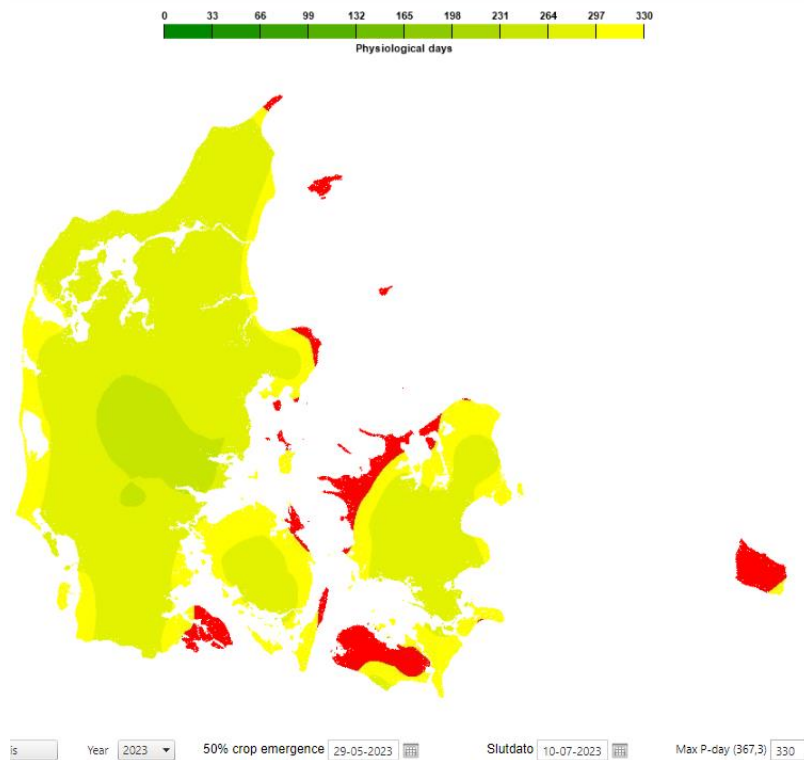 0 33 66 99 132 165 198 231 264 297 330
Physiological days
is Year 2023 50% crop emergence 29-05-2023 Slutdato 10-07-2023 Max P-day (367,3) 330